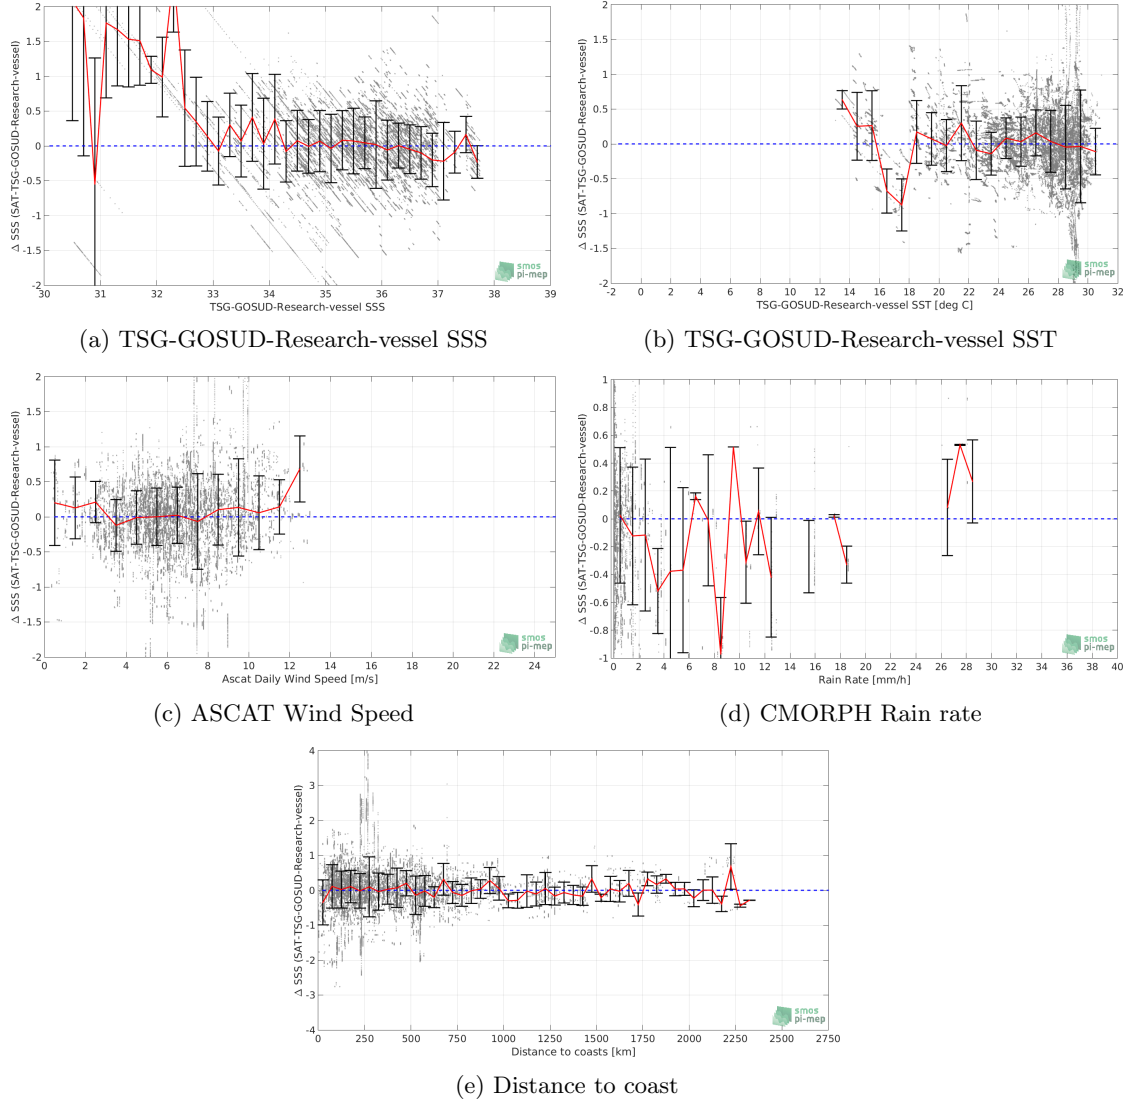 2
1.5
1
0.5
0
-0.5
-1
-1.5
-2
Δ SSS (SAT-TSG-GOSUD-Research-vessel)
30 31 32 33 34 35 36 37 38 39
TSG-GOSUD-Research-vessel SSS
smos
pi-mep
(a) TSG-GOSUD-Research-vessel SSS
2
1.5
1
0.5
0
-0.5
-1
-1.5
-2
Δ SSS (SAT-TSG-GOSUD-Research-vessel)
-2 0 2 4 6 8 10 12 14 16 18 20 22 24 26 28 30 32
TSG-GOSUD-Research-vessel SST [deg C]
smos
pi-mep
(b) TSG-GOSUD-Research-vessel SST
2
1.5
1
0.5
0
-0.5
-1
-1.5
-2
Δ SSS (SAT-TSG-GOSUD-Research-vessel)
0 2 4 6 8 10 12 14 16 18 20 22 24
Ascat Daily Wind Speed [m/s]
smos
pi-mep
(c) ASCAT Wind Speed
1
0.8
0.6
0.4
0.2
0
-0.2
-0.4
-0.6
-0.8
-1
Δ SSS (SAT-TSG-GOSUD-Research-vessel)
0 2 4 6 8 10 12 14 16 18 20 22 24 26 28 30 32 34 36 38 40
Rain Rate [mm/h]
smos
pi-mep
(d) CMORPH Rain rate
4
3
2
1
0
-1
-2
-3
-4
Δ SSS (SAT-TSG-GOSUD-Research-vessel)
0 250 500 750 1000 1250 1500 1750 2000 2250 2500 2750
Distance to coasts [km]
smos
pi-mep
(e) Distance to coast